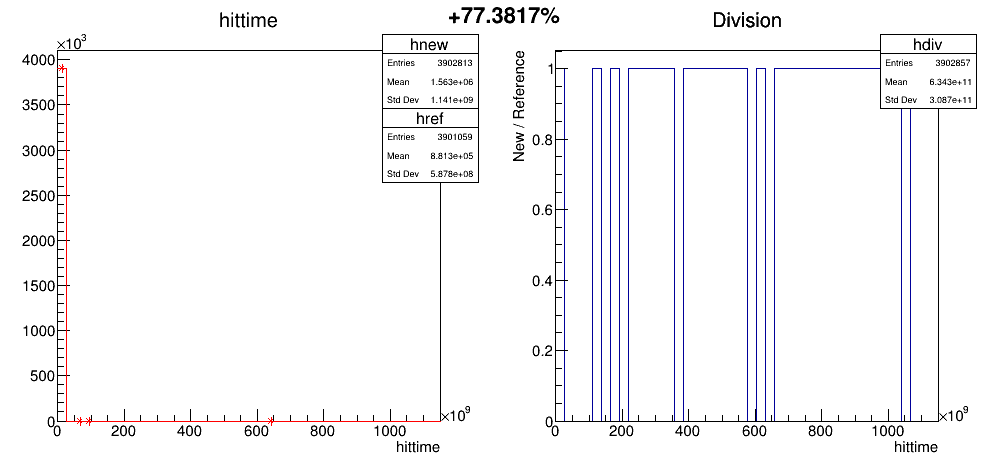 +77.3817%
hittime
×10³
4000
3500
3000
2500
2000
1500
1000
500
0
0 200 400 600 800 1000
×10⁹
hittime
hnew
Entries 3902813
Mean 1.563e+06
Std Dev 1.141e+09
href
Entries 3901059
Mean 8.813e+05
Std Dev 5.878e+08
Division
New / Reference
1
0.8
0.6
0.4
0.2
0
0 200 400 600 800 1000
×10⁹
hittime
hdiv
Entries 3902857
Mean 6.343e+11
Std Dev 3.087e+11